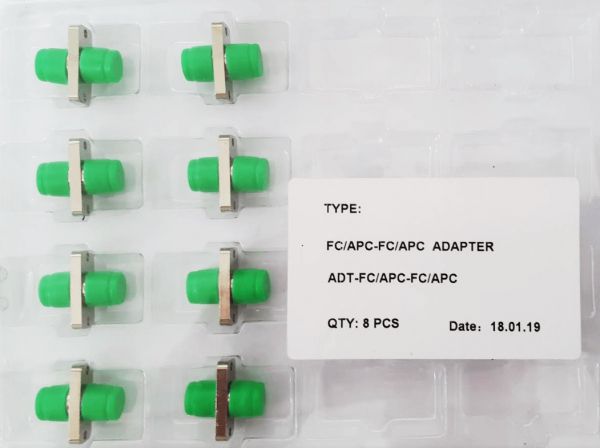 TYPE:
FC/APC-FC/APC ADAPTER
ADT-FC/APC-FC/APC
QTY: 8 PCS Date: 18.01.19